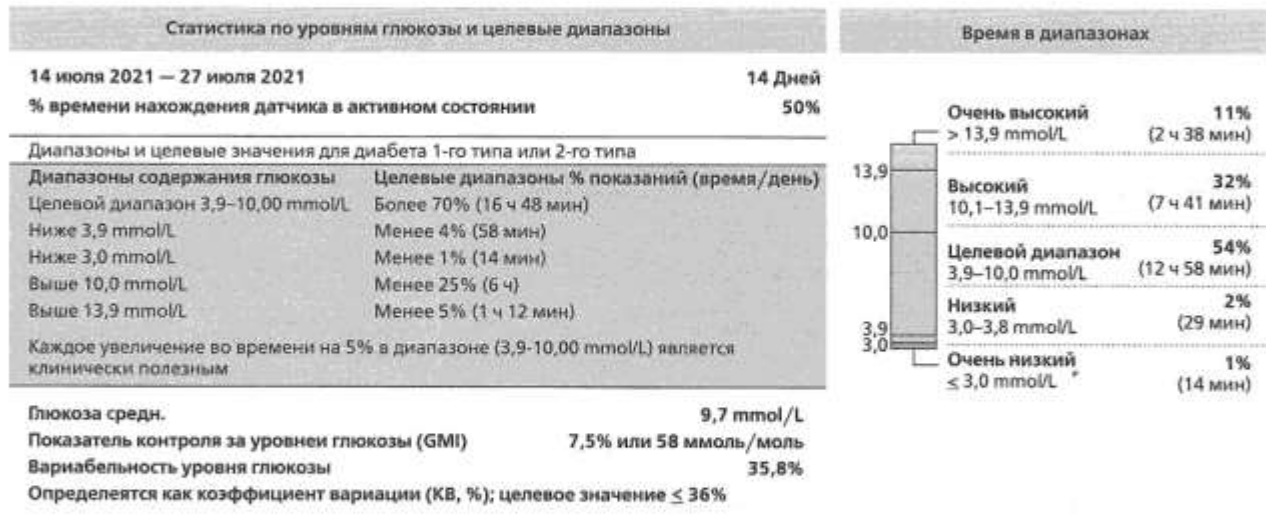 Статистика по уровням глюкозы и целевые диапазоны
14 июля 2021 — 27 июля 2021 14 Дней
% времени нахождения датчика в активном состоянии 50%
Диапазоны и целевые значения для диабета 1-го типа или 2-го типа
Диапазоны содержания глюкозы Целевые диапазоны % показаний (время/день)
Целевой диапазон 3,9–10,00 mmol/L Более 70% (16 ч 48 мин)
Ниже 3,9 mmol/L Менее 4% (58 мин)
Ниже 3,0 mmol/L Менее 1% (14 мин)
Выше 10,0 mmol/L Менее 25% (6 ч)
Выше 13,9 mmol/L Менее 5% (1 ч 12 мин)
Каждое увеличение во времени на 5% в диапазоне (3,9-10,00 mmol/L) является
клинически полезным
Глюкоза средн. 9,7 mmol/L
Показатель контроля за уровнеи глюкозы (GMI) 7,5% или 58 ммоль/моль
Вариабельность уровня глюкозы 35,8%
Определеятся как коэффициент вариации (КВ, %); целевое значение ≤ 36%
Время в диапазонах
13,9
10,0
3,9
3,0
Очень высокий 11%
> 13,9 mmol/L (2 ч 38 мин)
Высокий 32%
10,1–13,9 mmol/L (7 ч 41 мин)
Целевой диапазон 54%
3,9–10,0 mmol/L (12 ч 58 мин)
Низкий 2%
3,0–3,8 mmol/L (29 мин)
Очень низкий 1%
≤ 3,0 mmol/L (14 мин)